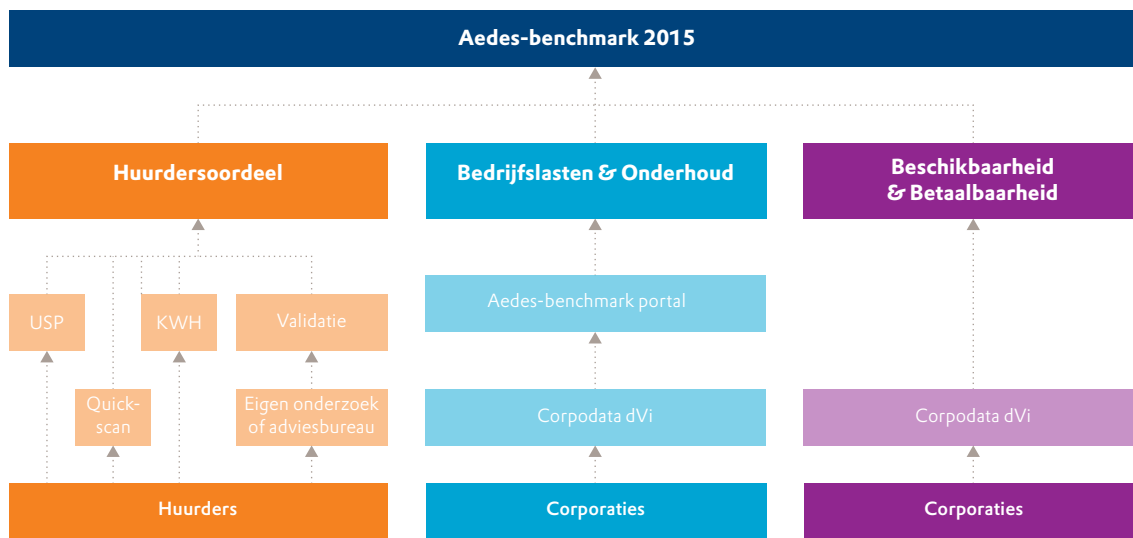 Aedes-benchmark 2015
Huurdersoordeel
Bedrijfslasten & Onderhoud
Beschikbaarheid
& Betaalbaarheid
USP
KWH
Validatie
Aedes-benchmark portal
Quick-
scan
Eigen onderzoek
of adviesbureau
Corpodata dVi
Corpodata dVi
Huurders
Corporaties
Corporaties